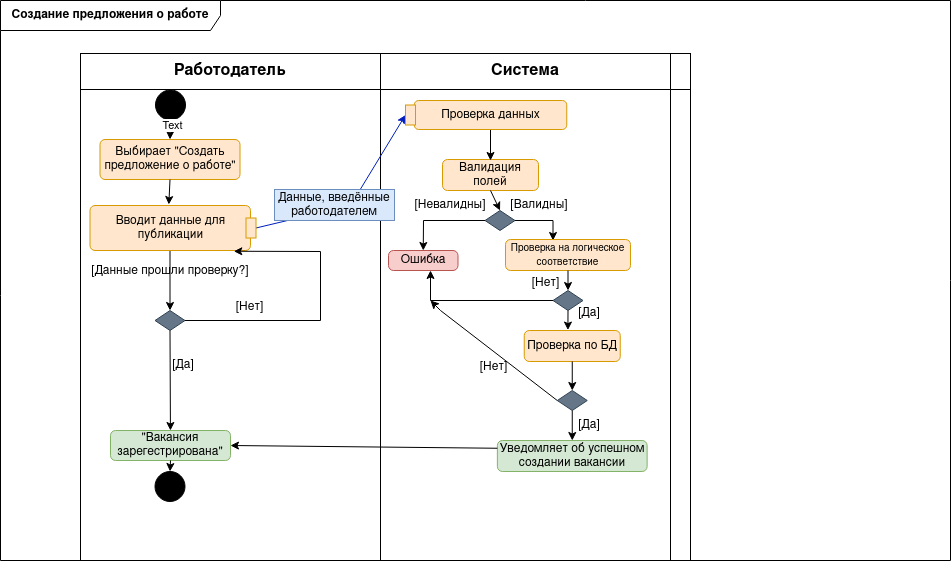 Создание предложения о работе
Работодатель
Система
Text
Выбирает "Создать
предложение о работе"
Вводит данные для
публикации
Данные, введённые
работодателем
[Данные прошли проверку?]
[Нет]
[Да]
"Вакансия
зарегестрирована"
Проверка данных
Валидация
полей
[Невалидны]
[Валидны]
Ошибка
Проверка на логическое
соответствие
[Нет]
[Да]
Проверка по БД
[Нет]
[Да]
Уведомляет об успешном
создании вакансии